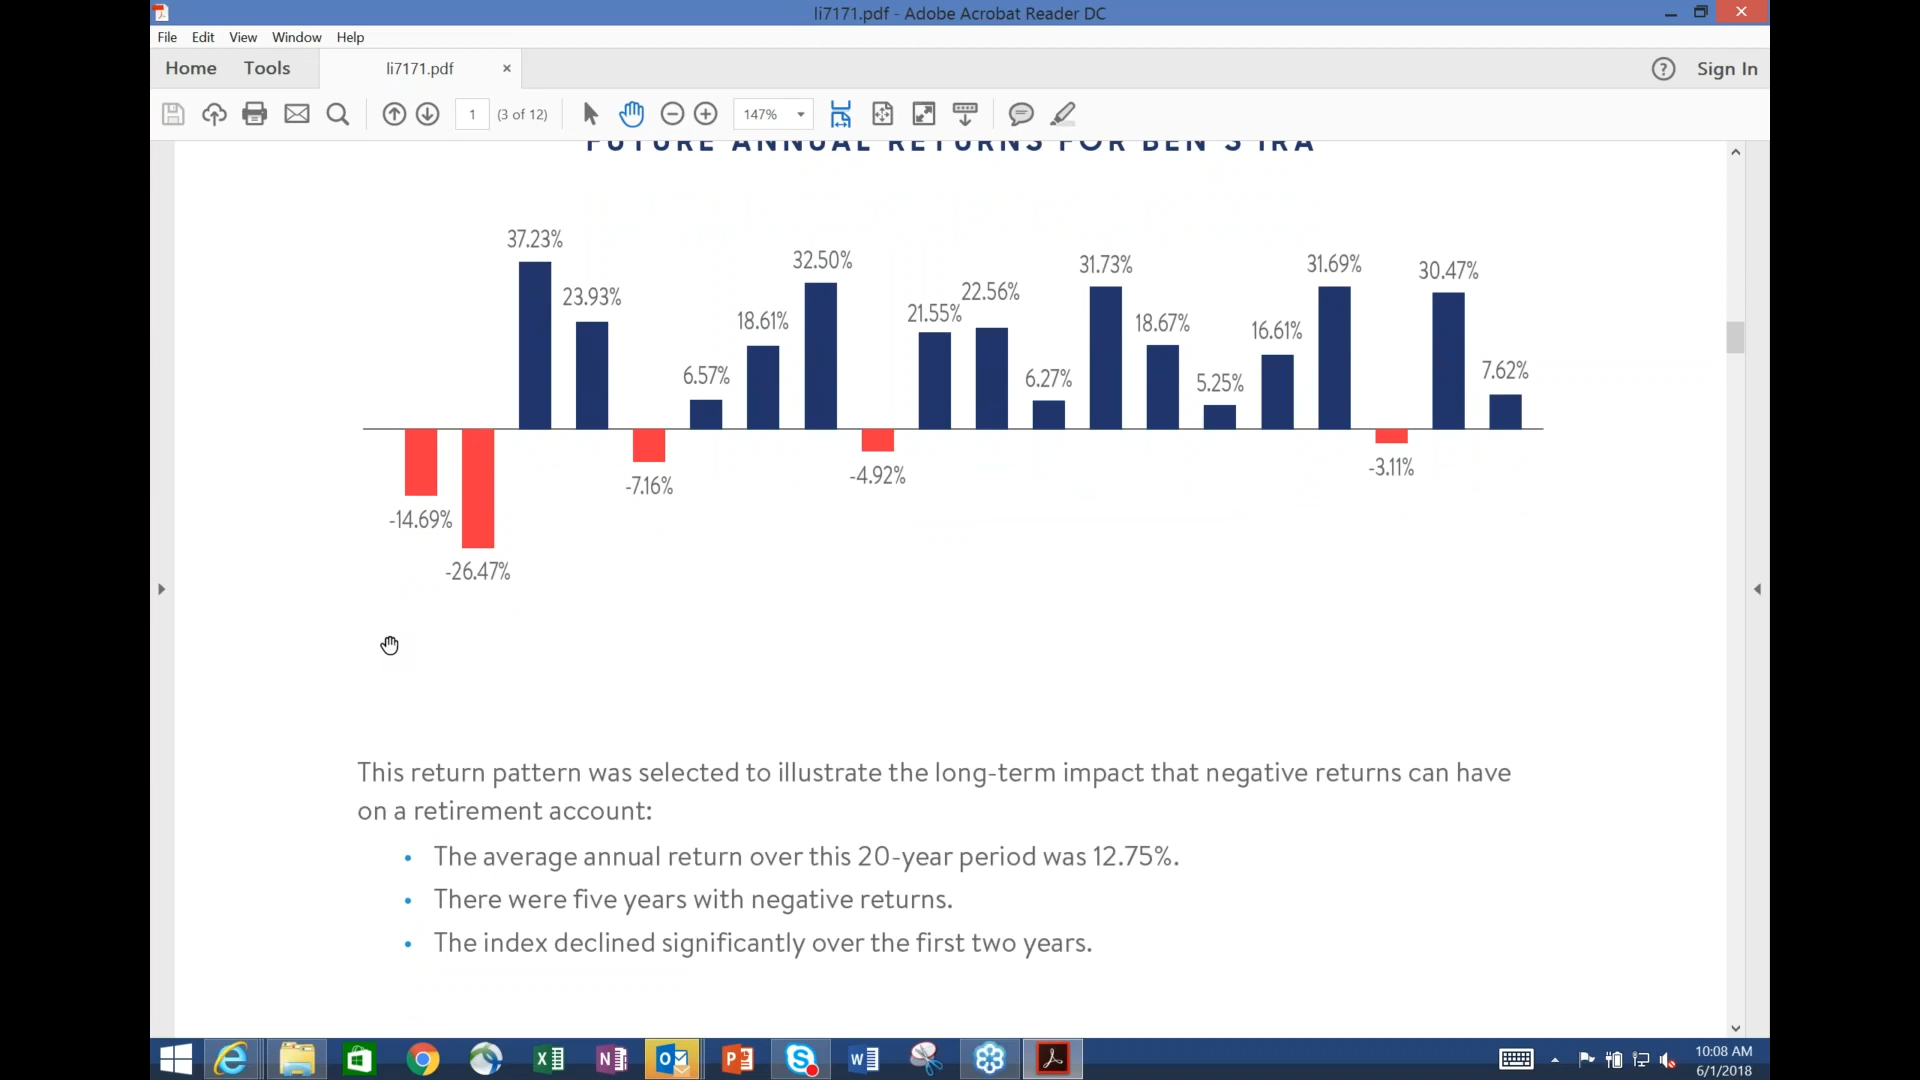 li7171.pdf - Adobe Acrobat Reader DC
File Edit View Window Help
Home Tools li7171.pdf × ? Sign In
1 (3 of 12) 147%
FUTURE ANNUAL RETURNS FOR BEN'S IRA
37.23%
32.50%
31.73%
31.69%
30.47%
23.93%
22.56%
21.55%
18.61%
18.67%
16.61%
7.62%
6.57%
6.27%
5.25%
-3.11%
-4.92%
-7.16%
-14.69%
-26.47%
This return pattern was selected to illustrate the long-term impact that negative returns can have
on a retirement account:
• The average annual return over this 20-year period was 12.75%.
• There were five years with negative returns.
• The index declined significantly over the first two years.
10:08 AM
6/1/2018